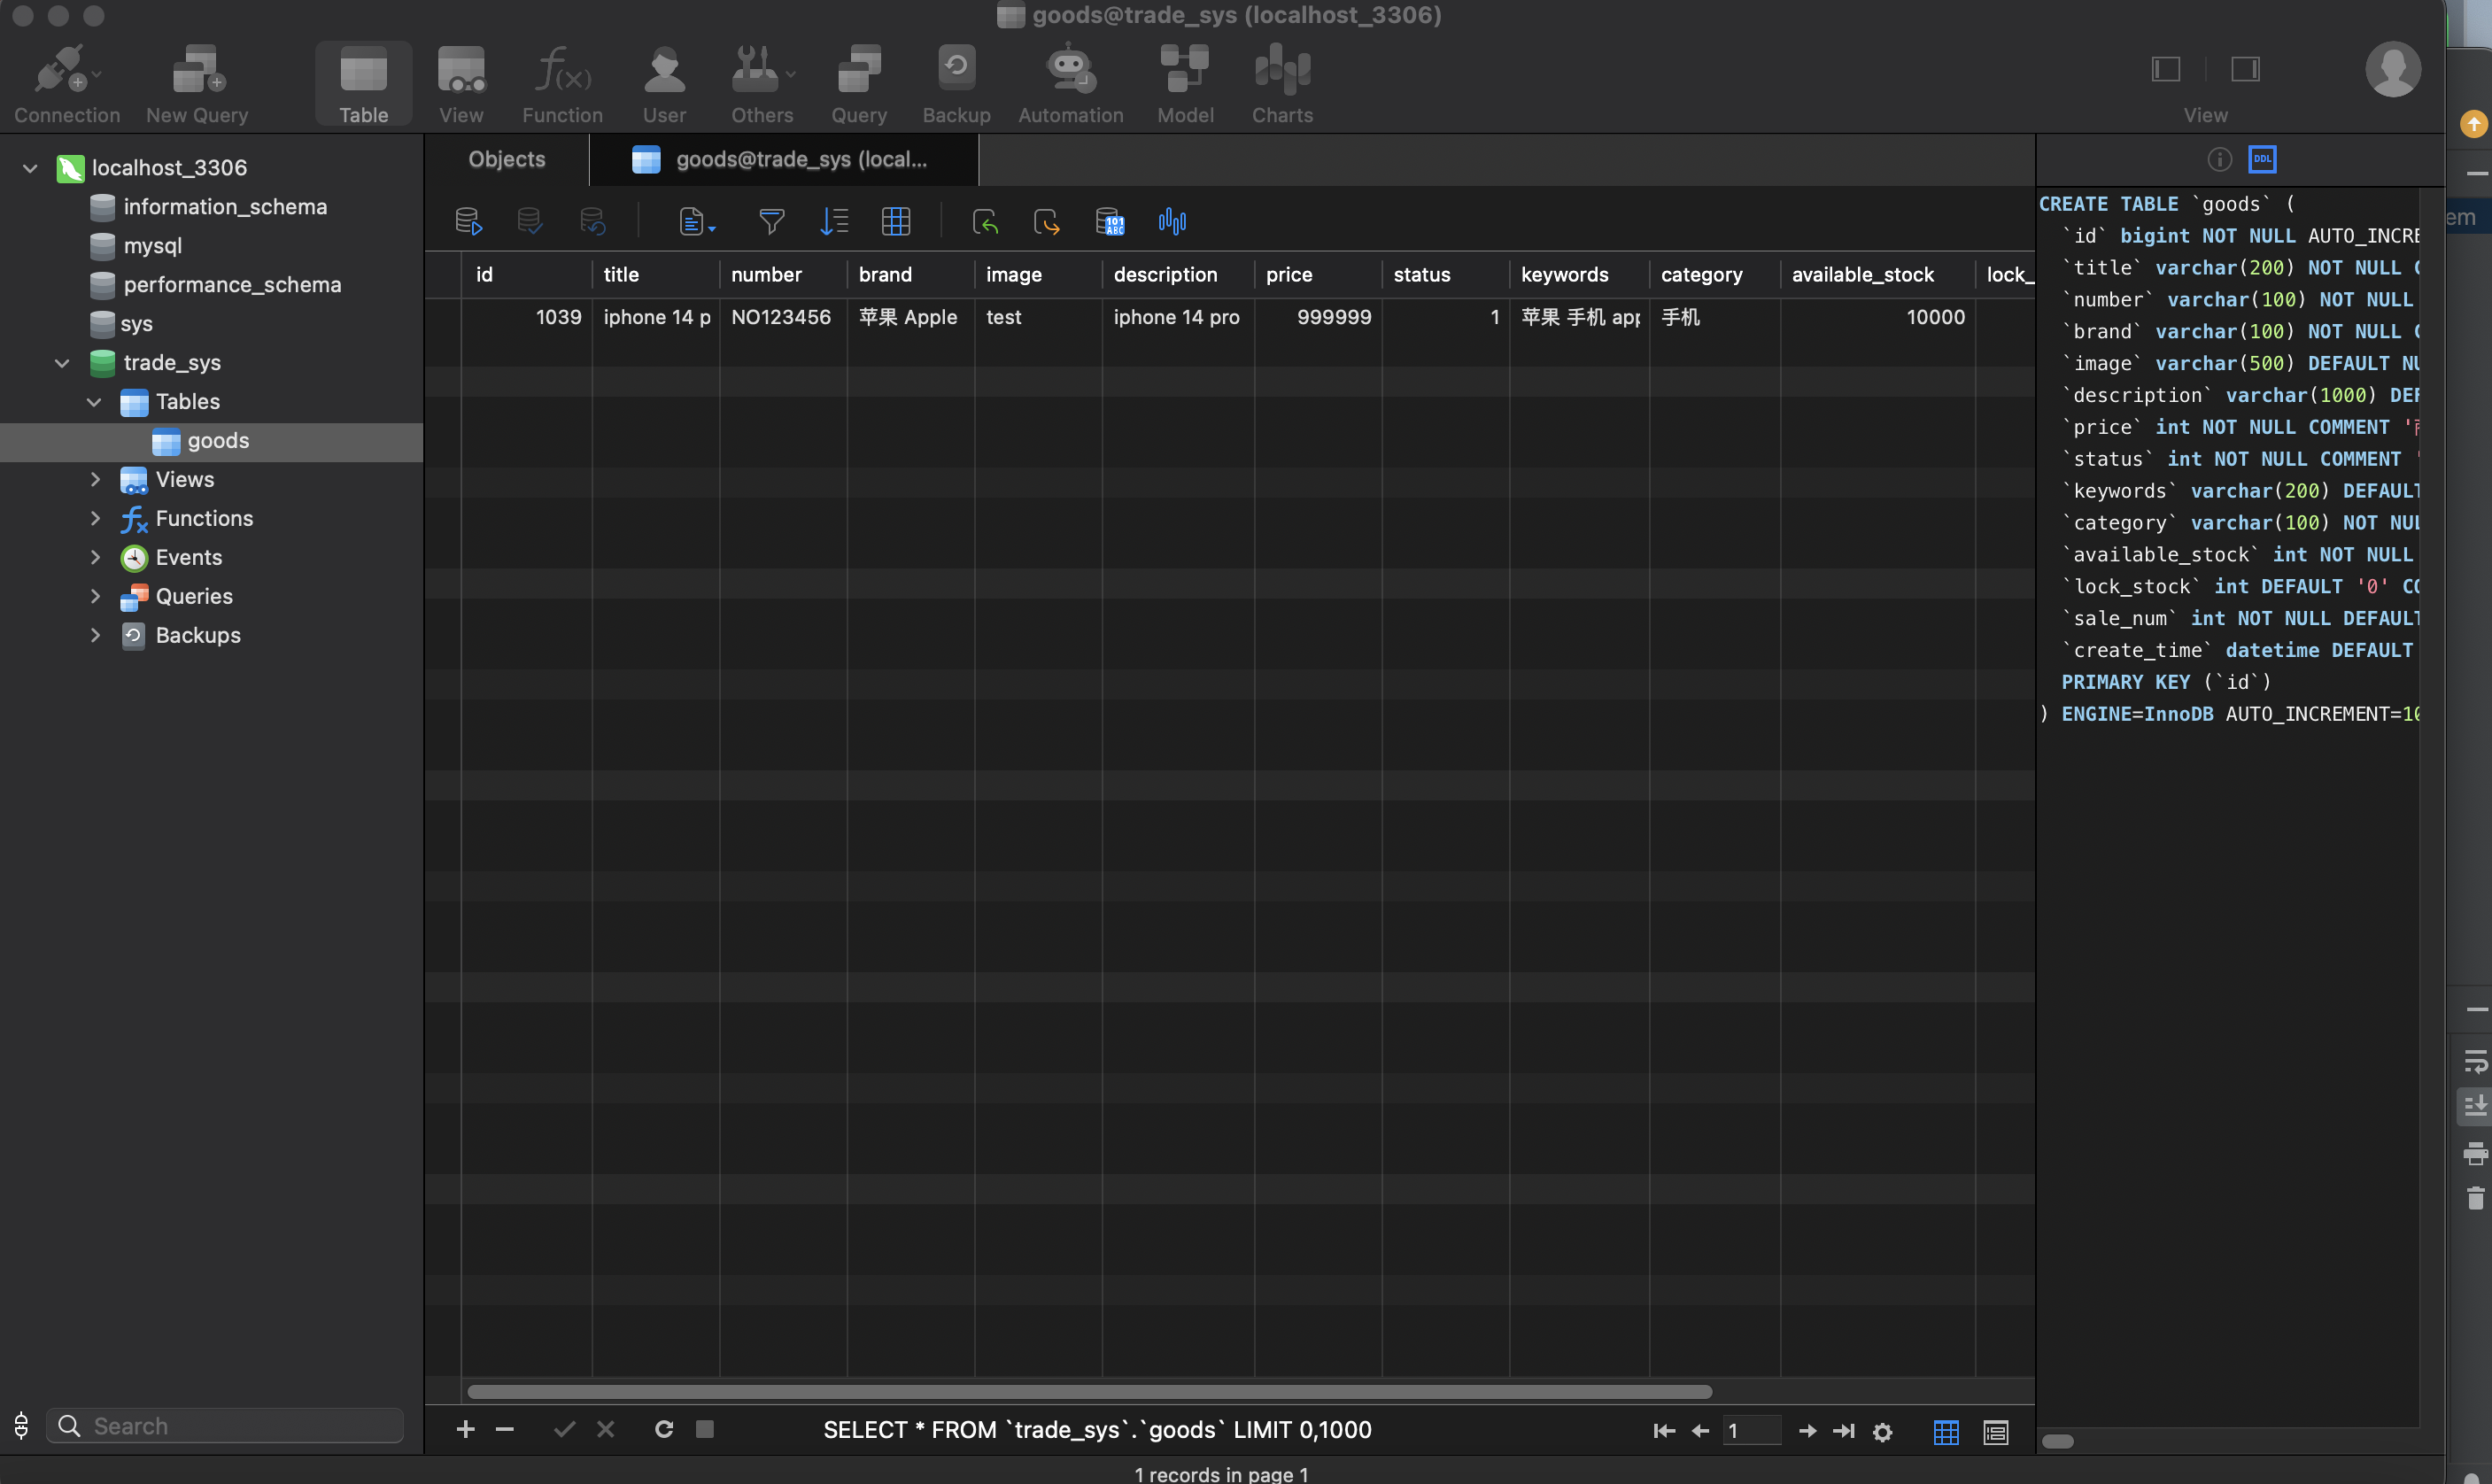 goods@trade_sys (localhost_3306)
Connection New Query Table View Function User Others Query Backup Automation Model Charts View
localhost_3306
information_schema
mysql
performance_schema
sys
trade_sys
Tables
goods
Views
Functions
Events
Queries
Backups
Search
Objects goods@trade_sys (local...
id title number brand image description price status keywords category available_stock lock_
1039 iphone 14 p NO123456 苹果 Apple test iphone 14 pro 999999 1 苹果 手机 app 手机 10000
SELECT * FROM `trade_sys`.`goods` LIMIT 0,1000
1
1 records in page 1
DDL
CREATE TABLE `goods` (
`id` bigint NOT NULL AUTO_INCRE
`title` varchar(200) NOT NULL
`number` varchar(100) NOT NULL
`brand` varchar(100) NOT NULL
`image` varchar(500) DEFAULT NU
`description` varchar(1000) DEF
`price` int NOT NULL COMMENT '
`status` int NOT NULL COMMENT '
`keywords` varchar(200) DEFAULT
`category` varchar(100) NOT NUL
`available_stock` int NOT NULL
`lock_stock` int DEFAULT '0' CO
`sale_num` int NOT NULL DEFAULT
`create_time` datetime DEFAULT
PRIMARY KEY (`id`)
) ENGINE=InnoDB AUTO_INCREMENT=10
em